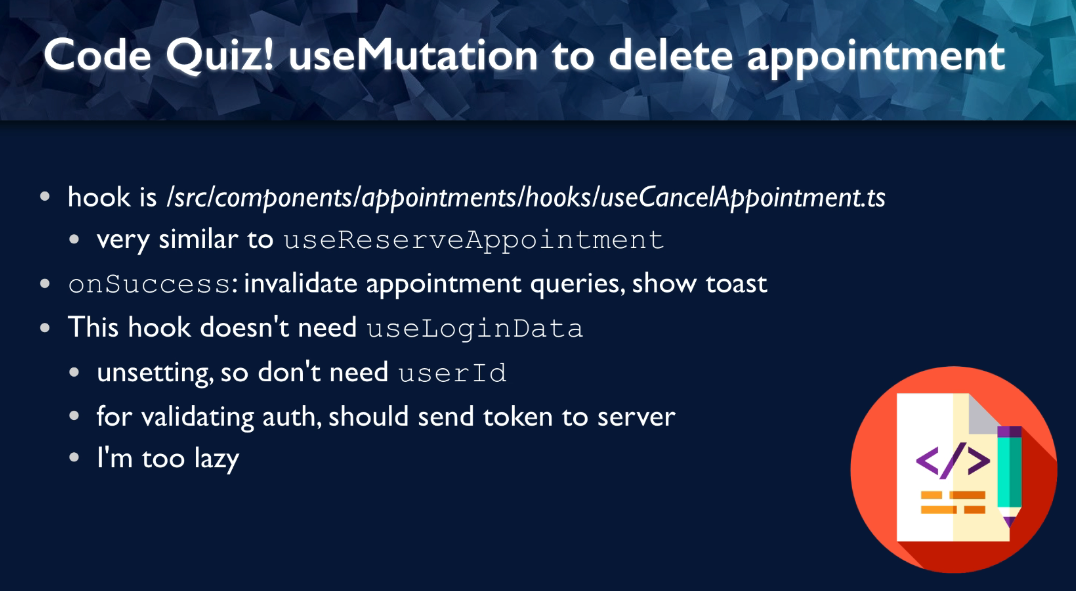 Code Quiz! useMutation to delete appointment
• hook is /src/components/appointments/hooks/useCancelAppointment.ts
• very similar to useReserveAppointment
• onSuccess: invalidate appointment queries, show toast
• This hook doesn't need useLoginData
• unsetting, so don't need userId
• for validating auth, should send token to server
• I'm too lazy
</>